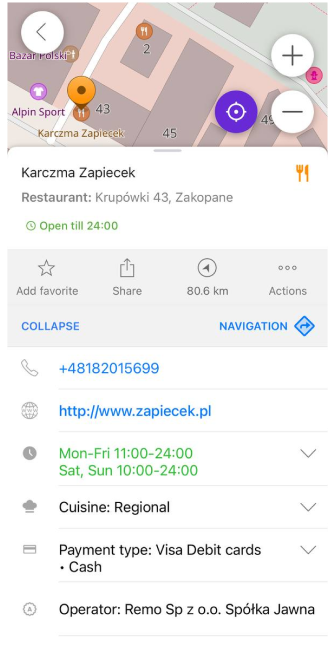 2
Bazar Polski
Alpin Sport
43
Karczma Zapiecek
45
49
Karczma Zapiecek
Restaurant: Krupówki 43, Zakopane
Open till 24:00
Add favorite
Share
80.6 km
Actions
COLLAPSE
NAVIGATION
+48182015699
http://www.zapiecek.pl
Mon-Fri 11:00-24:00
Sat, Sun 10:00-24:00
Cuisine: Regional
Payment type: Visa Debit cards
• Cash
Operator: Remo Sp z o.o. Spółka Jawna